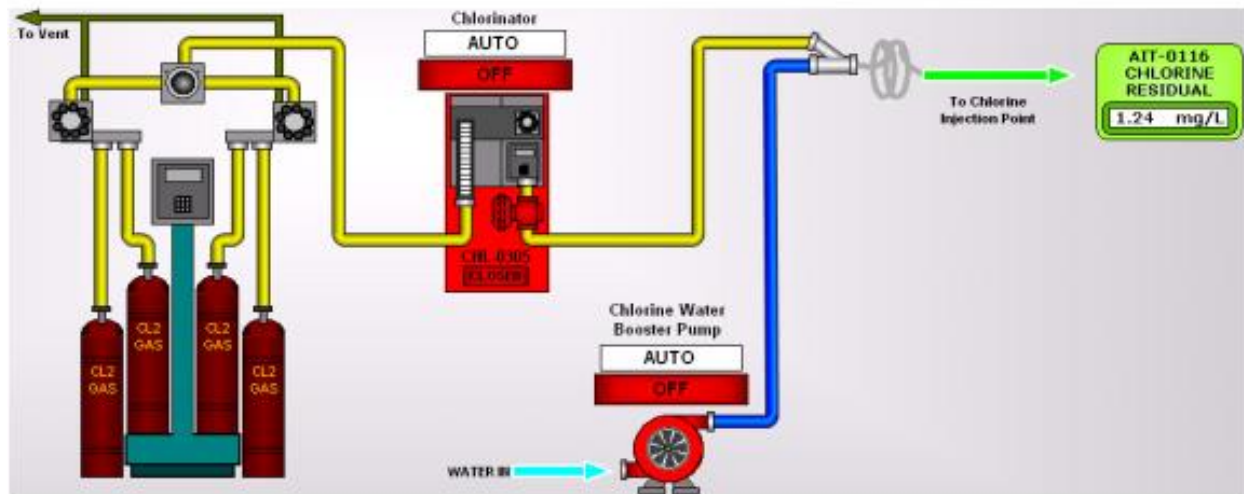 To Vent
Chlorinator
AUTO
OFF
AIT-0116
CHLORINE
RESIDUAL
1.24 mg/L
To Chlorine
Injection Point
CHL-0305
CLOSED
CL2
GAS
CL2
GAS
CL2
GAS
CL2
GAS
Chlorine Water
Booster Pump
AUTO
OFF
WATER IN